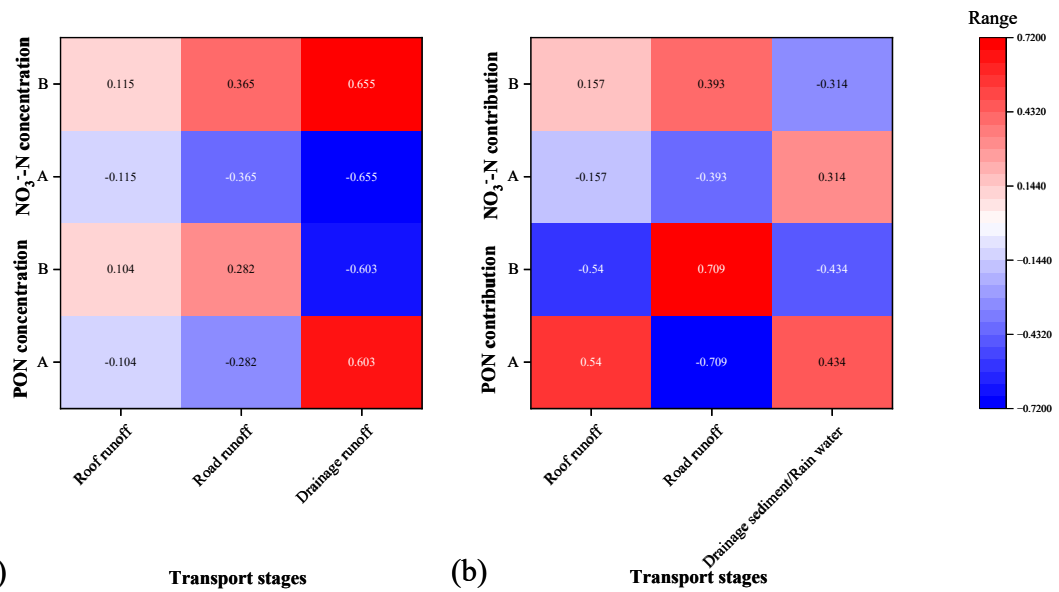 Range
NO₃⁻-N concentration
PON concentration
B
A
B
A
0.115 0.365 0.655
-0.115 -0.365 -0.655
0.104 0.282 -0.603
-0.104 -0.282 0.603
Roof runoff
Road runoff
Drainage runoff
Transport stages
)
NO₃⁻-N contribution
PON contribution
B
A
B
A
0.157 0.393 -0.314
-0.157 -0.393 0.314
-0.54 0.709 -0.434
0.54 -0.709 0.434
Roof runoff
Road runoff
Drainage sediment/Rain water
(b)
Transport stages
0.7200
0.4320
0.1440
−0.1440
−0.4320
−0.7200